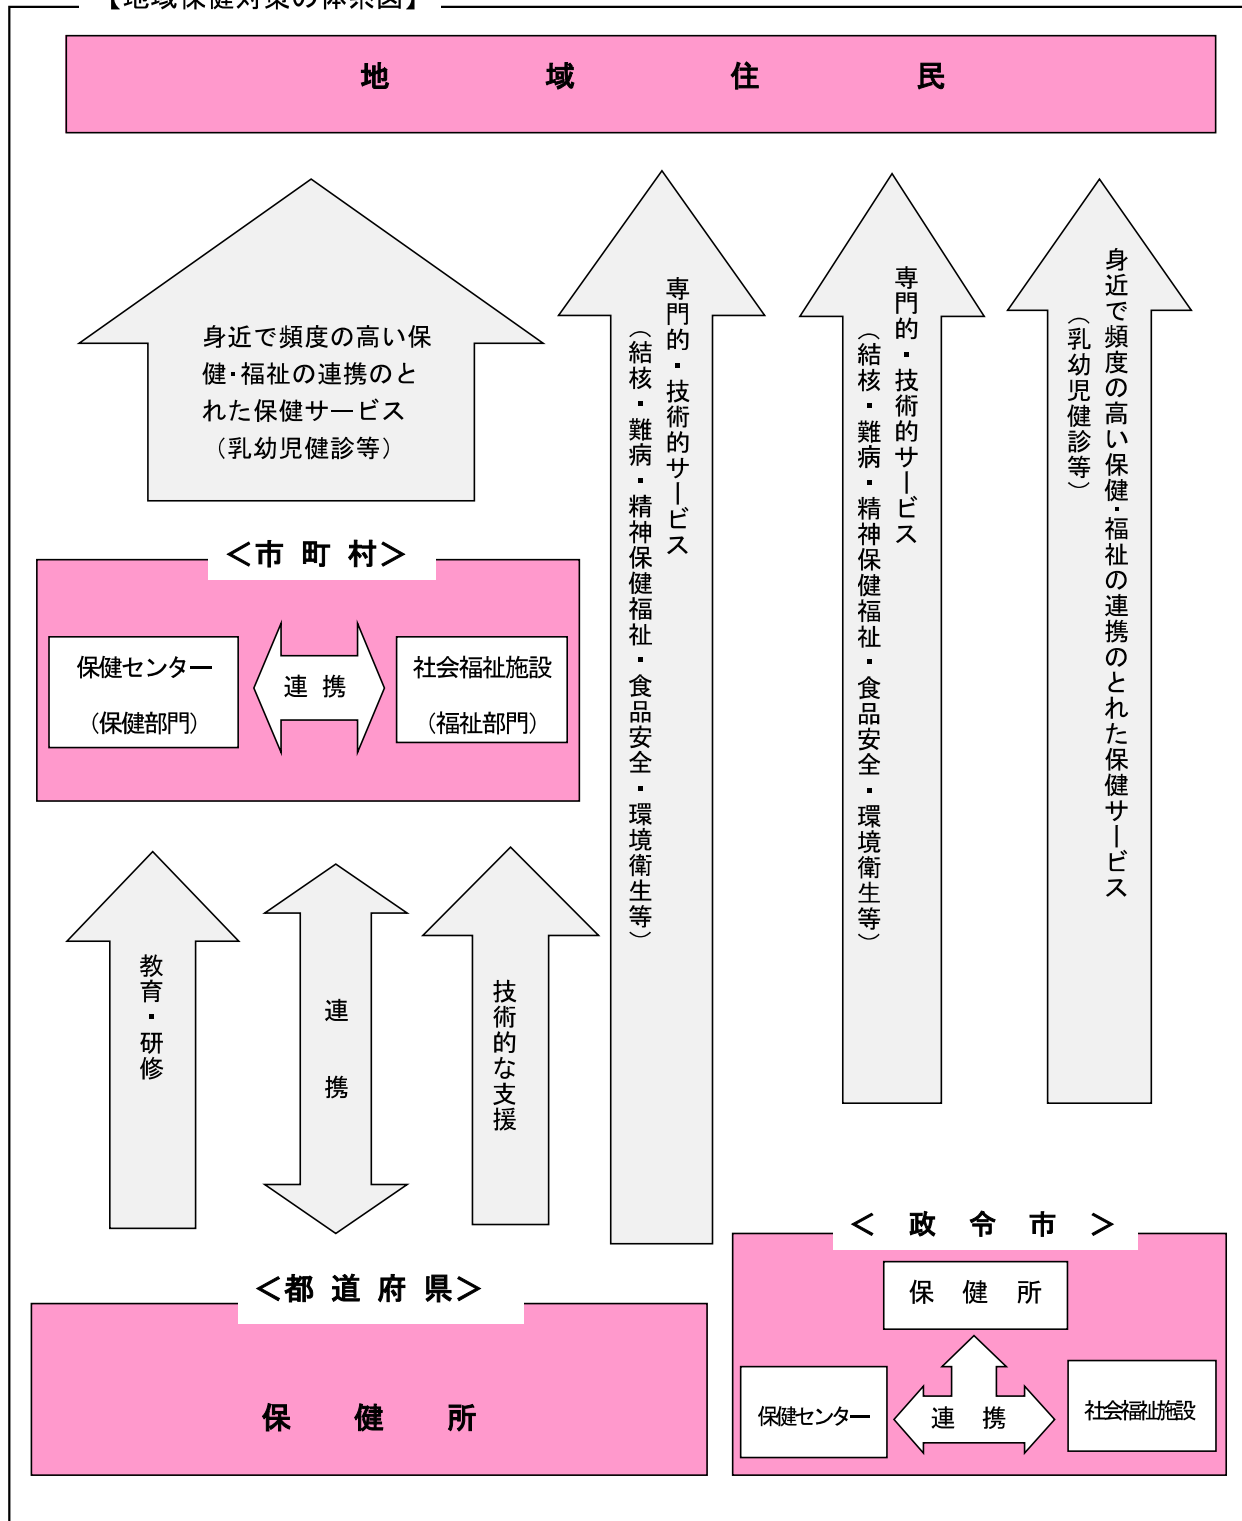 【地域保健対策の体系図】
地域住民
身近で頻度の高い保
健・福祉の連携のと
れた保健サービス
（乳幼児健診等）
専門的・技術的サービス
（結核・難病・精神保健福祉・食品安全・環境衛生等）
専門的・技術的サービス
（結核・難病・精神保健福祉・食品安全・環境衛生等）
身近で頻度の高い保健・福祉の連携のとれた保健サービス
（乳幼児健診等）
＜市町村＞
保健センター
（保健部門）
連携
社会福祉施設
（福祉部門）
教育・研修
連携
技術的な支援
＜都道府県＞
保健所
＜政令市＞
保健所
保健センター
連携
社会福祉施設